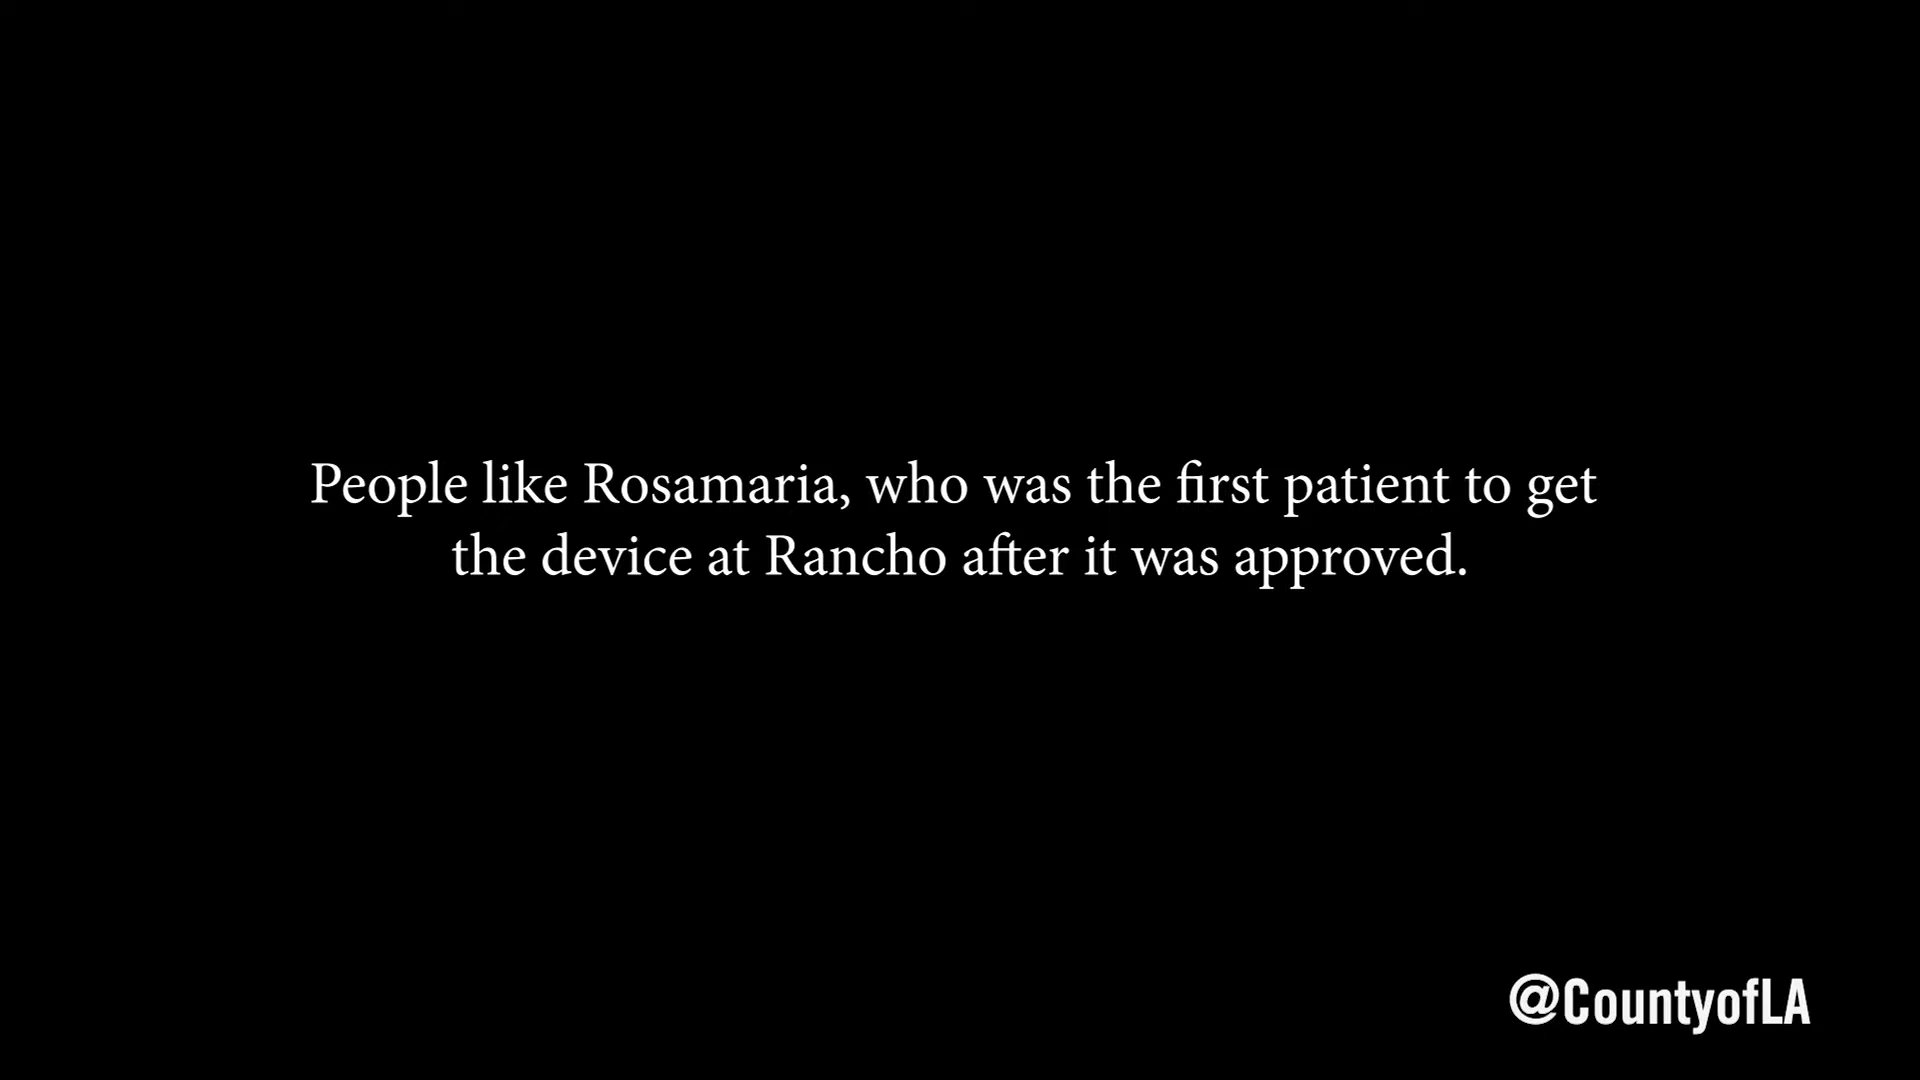 People like Rosamaria, who was the first patient to get
the device at Rancho after it was approved.
@CountyofLA